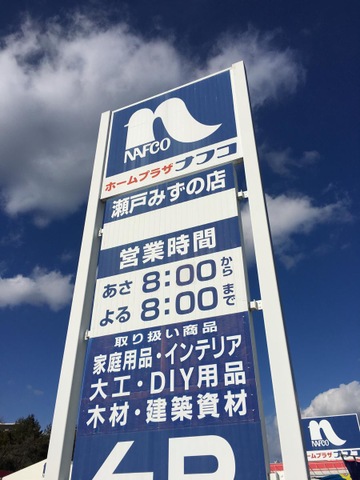 NAFCO
ホームプラザナフコ
瀬戸みずの店
営業時間
あさ 8:00 から
よる 8:00 まで
取り扱い商品
家庭用品・インテリア
大工・DIY用品
木材・建築資材
NAFCO